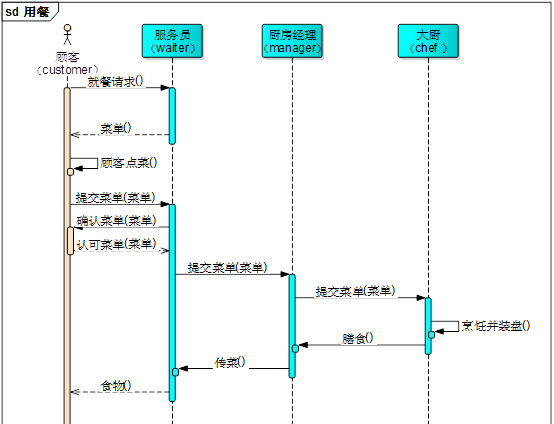 sd 用餐
顾客
（customer）
服务员
（waiter）
厨房经理
（manager）
大厨
（chef ）
就餐请求()
菜单()
顾客点菜()
提交菜单(菜单)
确认菜单(菜单)
认可菜单(菜单)
提交菜单(菜单)
提交菜单(菜单)
烹饪并装盘()
膳食()
传菜()
食物()